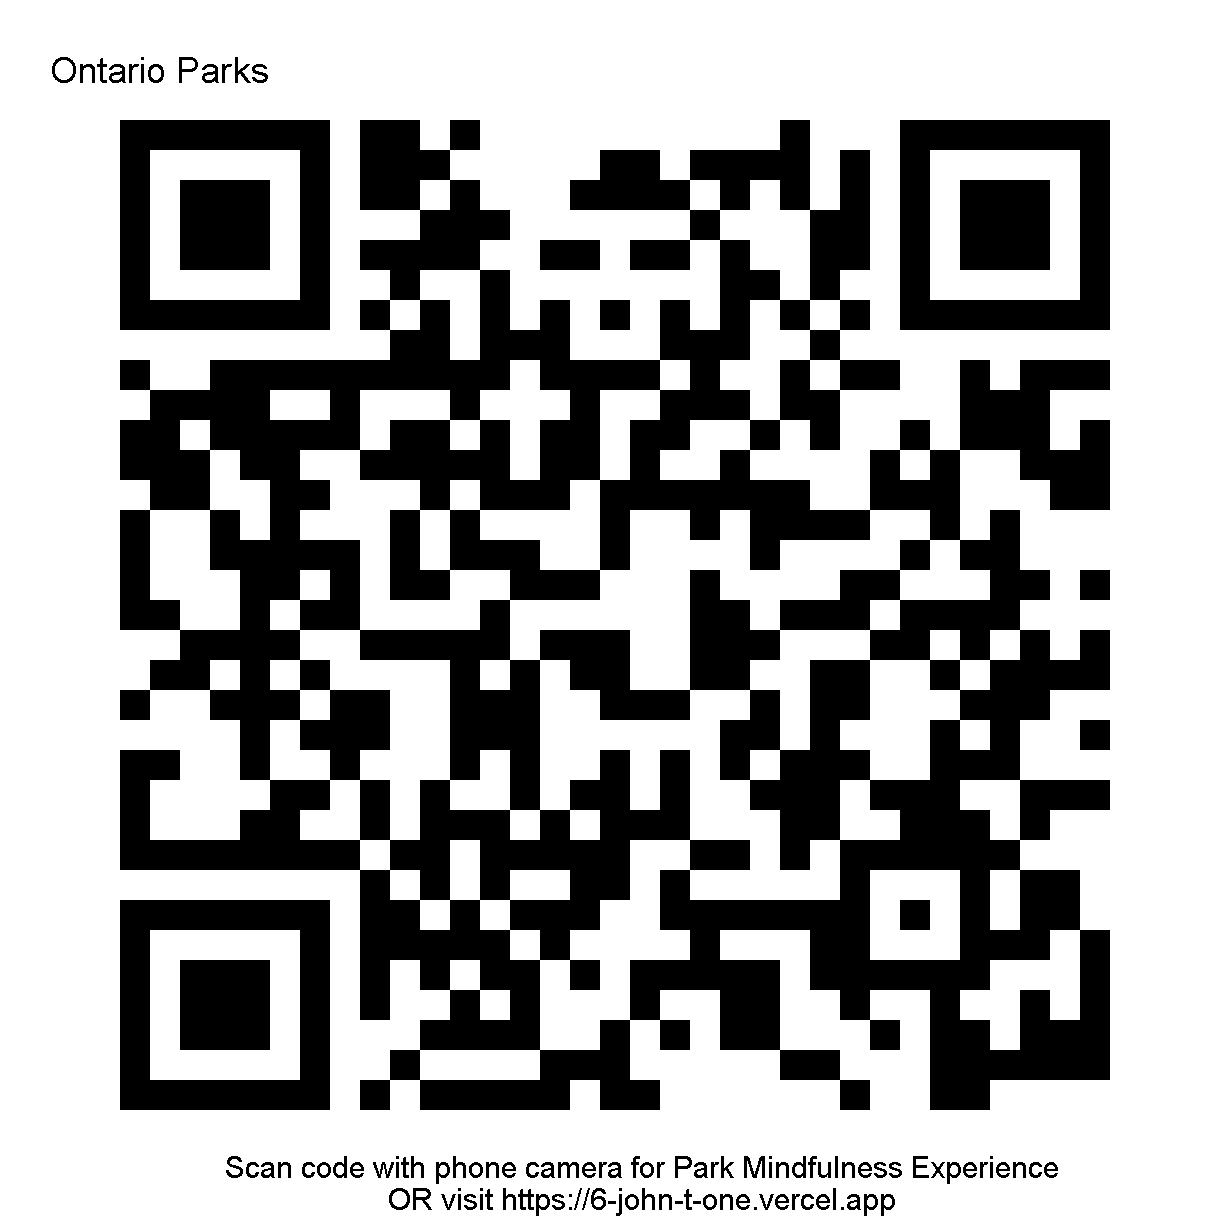 Ontario Parks
Scan code with phone camera for Park Mindfulness Experience
OR visit https://6-john-t-one.vercel.app